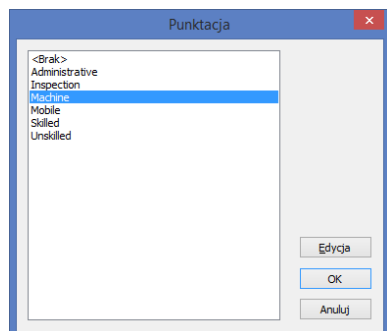 Punktacja
<Brak>
Administrative
Inspection
Machine
Mobile
Skilled
Unskilled
Edycja
OK
Anuluj